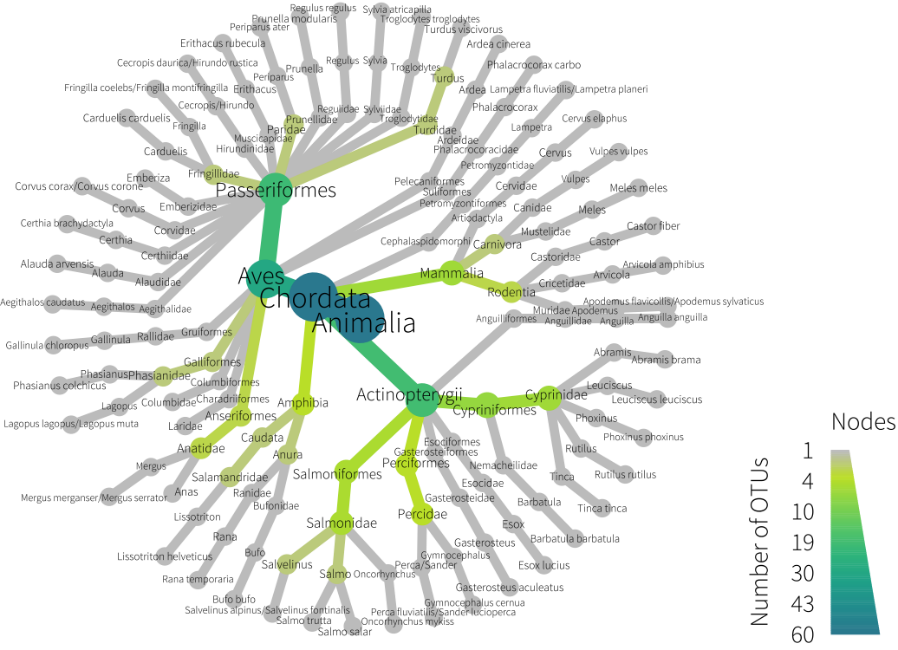 Regulus regulus
Sylvia atricapilla
Prunella modularis
Troglodytes troglodytes
Periparus ater
Turdus viscivorus
Erithacus rubecula
Ardea cinerea
Cecropis daurica/Hirundo rustica
Prunella
Regulus
Sylvia
Troglodytes
Phalacrocorax carbo
Periparus
Turdus
Fringilla coelebs/Fringilla montifringilla
Erithacus
Ardea
Lampetra fluviatilis/Lampetra planeri
Cecropis/Hirundo
Regulidae
Sylviidae
Phalacrocorax
Carduelis carduelis
Prunellidae
Troglodytidae
Cervus elaphus
Fringilla
Paridae
Turdidae
Lampetra
Muscicapidae
Ardeidae
Hirundinidae
Phalacrocoracidae
Carduelis
Cervus
Vulpes vulpes
Petromyzontidae
Fringillidae
Emberiza
Pelecaniformes
Cervidae
Vulpes
Corvus corax/Corvus corone
Passeriformes
Suliformes
Meles meles
Petromyzontiformes
Corvus
Emberizidae
Canidae
Meles
Artiodactyla
Certhia brachydactyla
Corvidae
Mustelidae
Castor fiber
Certhia
Cephalaspidomorphi
Carnivora
Castor
Certhiidae
Castoridae
Alauda arvensis
Alauda
Aves
Mammalia
Arvicola amphibius
Arvicola
Alaudidae
Cricetidae
Rodentia
Aegithalos caudatus
Aegithalos
Aegithalidae
Chordata
Apodemus flavicollis/Apodemus sylvaticus
Muridae
Apodemus
Animalia
Anguilliformes
Anguillidae
Anguilla
Anguilla anguilla
Gruiformes
Rallidae
Gallinula
Gallinula chloropus
Abramis
Abramis brama
Galliformes
Phasianus
Phasianidae
Phasianus colchicus
Columbiformes
Leuciscus
Actinopterygii
Cyprinidae
Charadriiformes
Leuciscus leuciscus
Columbidae
Amphibia
Lagopus
Cypriniformes
Anseriformes
Phoxinus
Lagopus lagopus/Lagopus muta
Laridae
Caudata
Phoxinus phoxinus
Esociformes
Anatidae
Gasterosteiformes
Rutilus
Anura
Perciformes
Mergus
Nemacheilidae
Salmoniformes
Rutilus rutilus
Salamandridae
Tinca
Esocidae
Mergus merganser/Mergus serrator
Anas
Ranidae
Gasterosteidae
Barbatula
Bufonidae
Tinca tinca
Lissotriton
Salmonidae
Percidae
Esox
Rana
Barbatula barbatula
Gasterosteus
Lissotriton helveticus
Bufo
Gymnocephalus
Salvelinus
Perca/Sander
Esox lucius
Salmo
Oncorhynchus
Rana temporaria
Gasterosteus aculeatus
Bufo bufo
Gymnocephalus cernua
Salvelinus alpinus/Salvelinus fontinalis
Perca fluviatilis/Sander lucioperca
Salmo trutta
Oncorhynchus mykiss
Salmo salar
Nodes
Number of OTUs
1
4
10
19
30
43
60